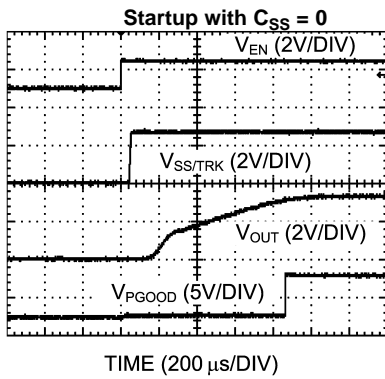 Startup with CSS = 0
VEN (2V/DIV)
VSS/TRK (2V/DIV)
VOUT (2V/DIV)
VPGOOD (5V/DIV)
TIME (200 µs/DIV)